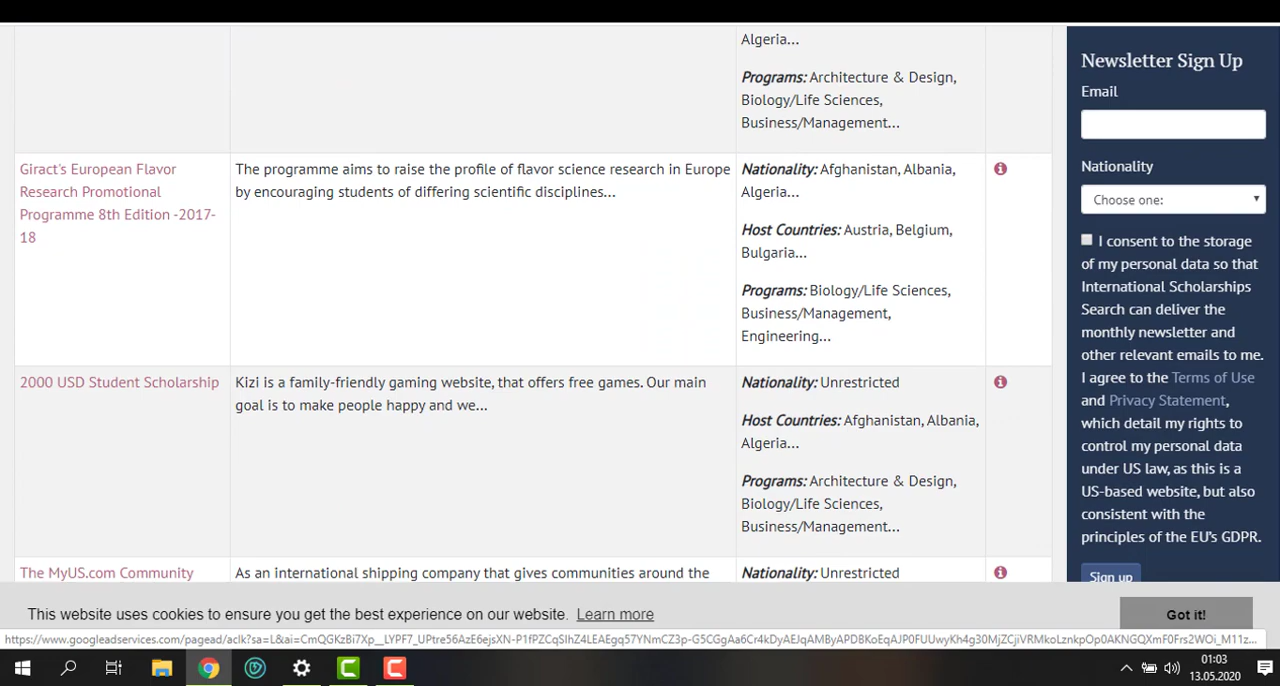 Algeria...
Programs: Architecture & Design,
Biology/Life Sciences,
Business/Management...
Giract's European Flavor
Research Promotional
Programme 8th Edition -2017-
18
The programme aims to raise the profile of flavor science research in Europe
by encouraging students of differing scientific disciplines...
Nationality: Afghanistan, Albania,
Algeria...
Host Countries: Austria, Belgium,
Bulgaria...
Programs: Biology/Life Sciences,
Business/Management,
Engineering...
2000 USD Student Scholarship
Kizi is a family-friendly gaming website, that offers free games. Our main
goal is to make people happy and we...
Nationality: Unrestricted
Host Countries: Afghanistan, Albania,
Algeria...
Programs: Architecture & Design,
Biology/Life Sciences,
Business/Management...
The MyUS.com Community
As an international shipping company that gives communities around the
Nationality: Unrestricted
Newsletter Sign Up
Email
Nationality
Choose one:
I consent to the storage
of my personal data so that
International Scholarships
Search can deliver the
monthly newsletter and
other relevant emails to me.
I agree to the Terms of Use
and Privacy Statement,
which detail my rights to
control my personal data
under US law, as this is a
US-based website, but also
consistent with the
principles of the EU's GDPR.
Sign up
This website uses cookies to ensure you get the best experience on our website. Learn more
Got it!
01:03
13.05.2020